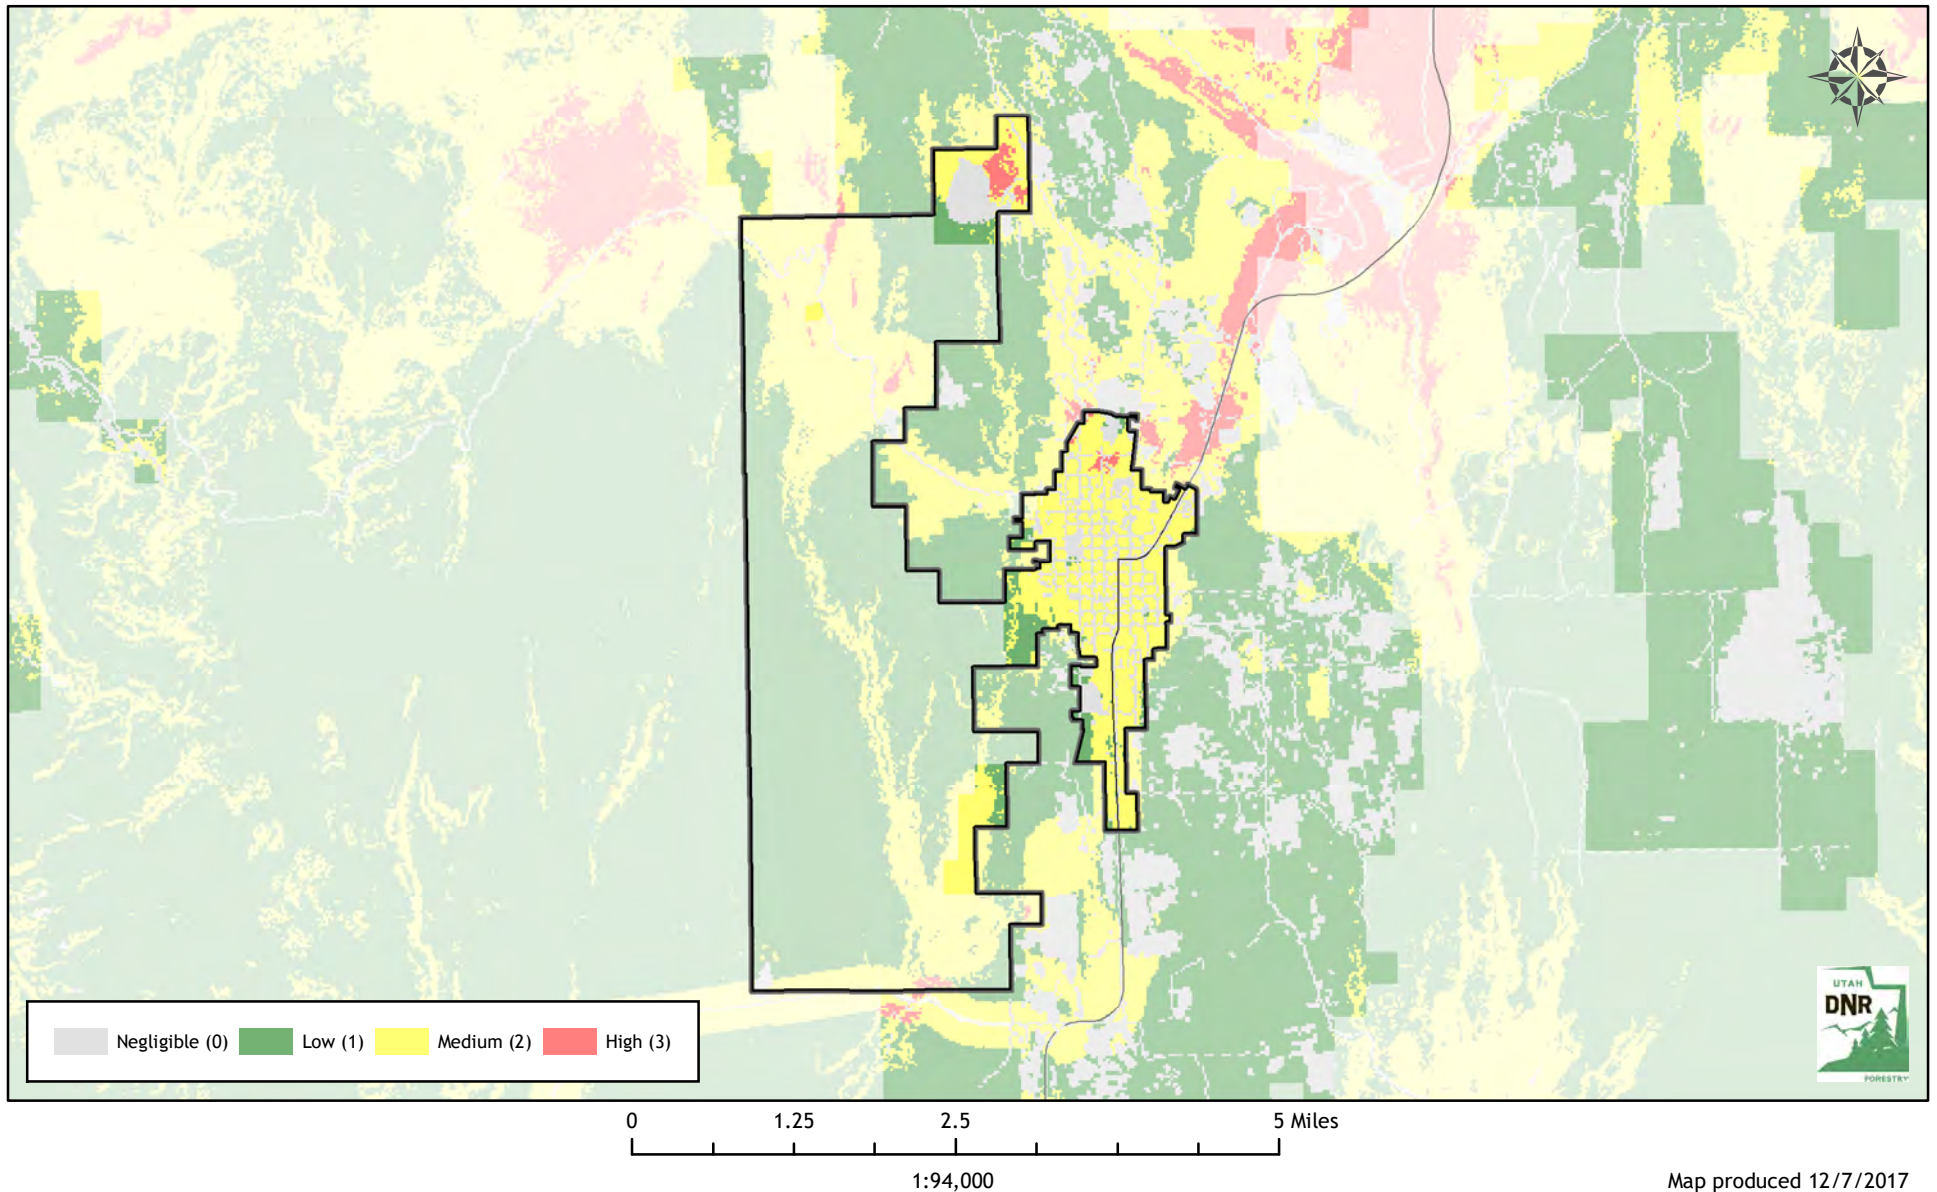 UTAH
DNR
FORESTRY
Negligible (0) Low (1) Medium (2) High (3)
0 1.25 2.5 5 Miles
1:94,000
Map produced 12/7/2017